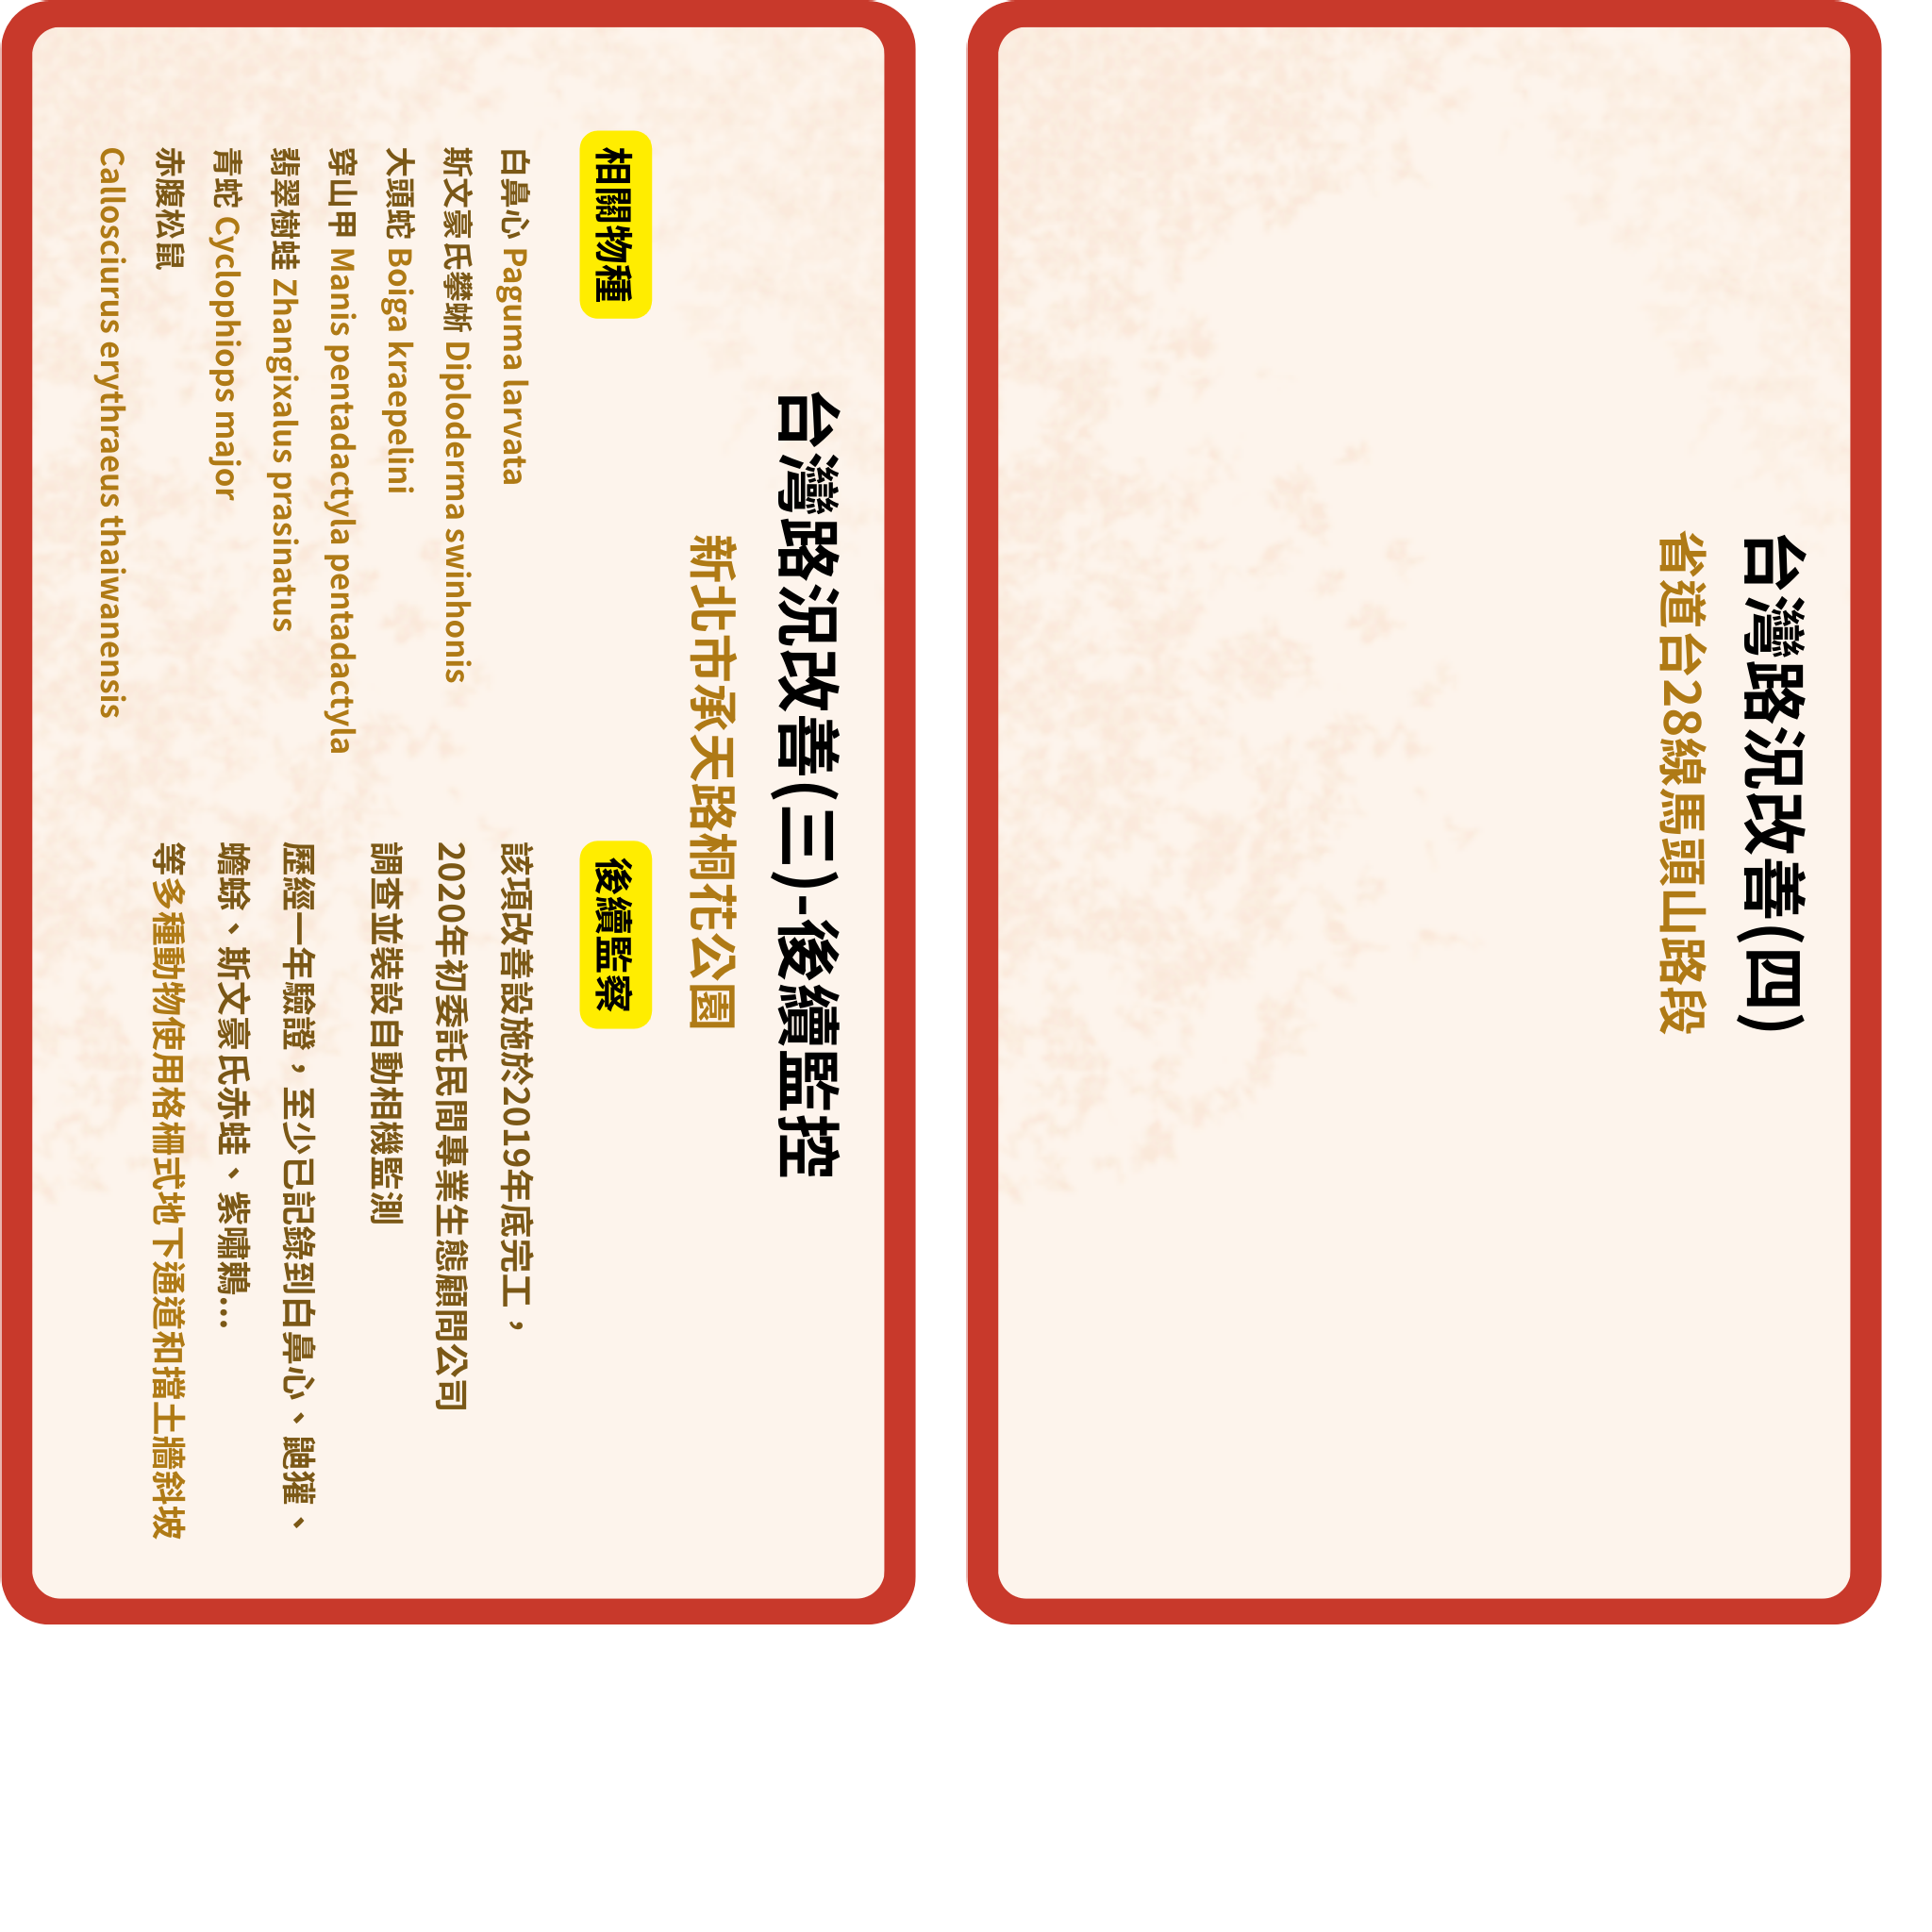 台灣路況改善(三)-後續監控
新北市承天路桐花公園
相關物種
白鼻心 Paguma larvata
斯文豪氏攀蜥 Diploderma swinhonis
大頭蛇 Boiga kraepelini
穿山甲 Manis pentadactyla pentadactyla
翡翠樹蛙 Zhangixalus prasinatus
青蛇 Cyclophiops major
赤腹松鼠
Callosciurus erythraeus thaiwanensis
後續監察
該項改善設施於2019年底完工，
2020年初委託民間專業生態顧問公司
調查並裝設自動相機監測
歷經一年驗證，至少已記錄到白鼻心、鼬獾、
蟾蜍、斯文豪氏赤蛙、紫嘯鶇...
等多種動物使用格柵式地下通道和擋土牆斜坡
台灣路況改善(四)
省道台28線馬頭山路段